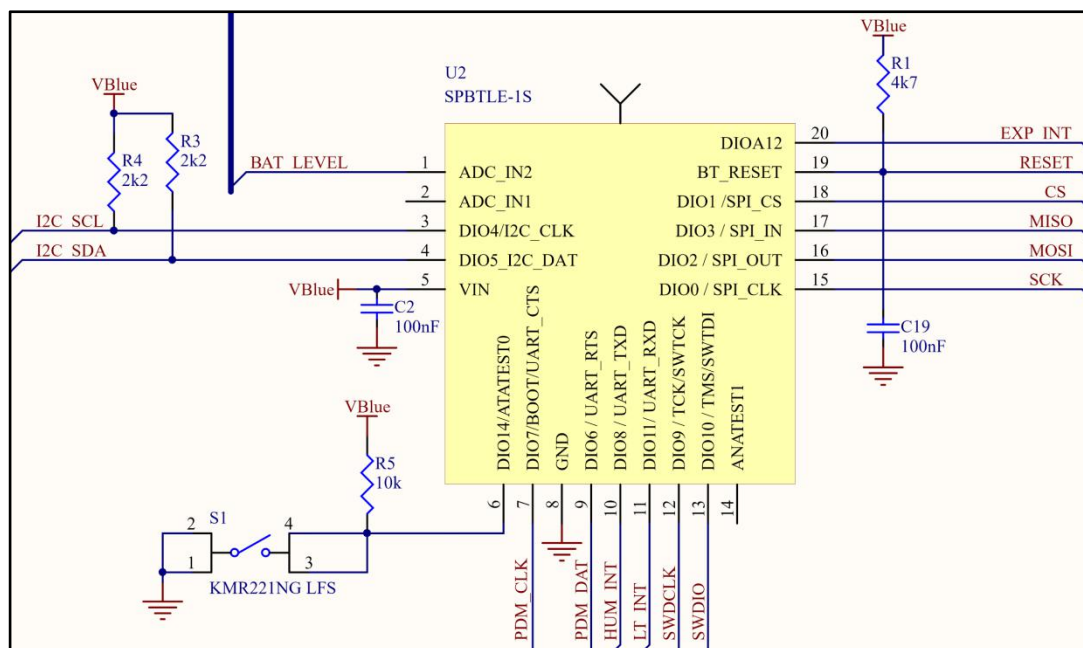 VBlue
R4
2k2
R3
2k2
BAT_LEVEL
I2C_SCL
I2C_SDA
VBlue
C2
100nF
U2
SPBTLE-1S
1
ADC_IN2
2
ADC_IN1
3
DIO4/I2C_CLK
4
DIO5_I2C_DAT
5
VIN
DIOA12
20
EXP_INT
BT_RESET
19
RESET
DIO1 /SPI_CS
18
CS
DIO3 / SPI_IN
17
MISO
DIO2 / SPI_OUT
16
MOSI
DIO0 / SPI_CLK
15
SCK
VBlue
R1
4k7
C19
100nF
DIO14/ATATEST0
DIO7/BOOT/UART_CTS
GND
DIO6 / UART_RTS
DIO8 / UART_TXD
DIO11/ UART_RXD
DIO9 / TCK/SWTCK
DIO10 / TMS/SWTDI
ANATEST1
6
7
8
9
10
11
12
13
14
PDM_CLK
PDM_DAT
HUM_INT
LT_INT
SWDCLK
SWDIO
VBlue
R5
10k
S1
2
1
4
3
KMR221NG LFS